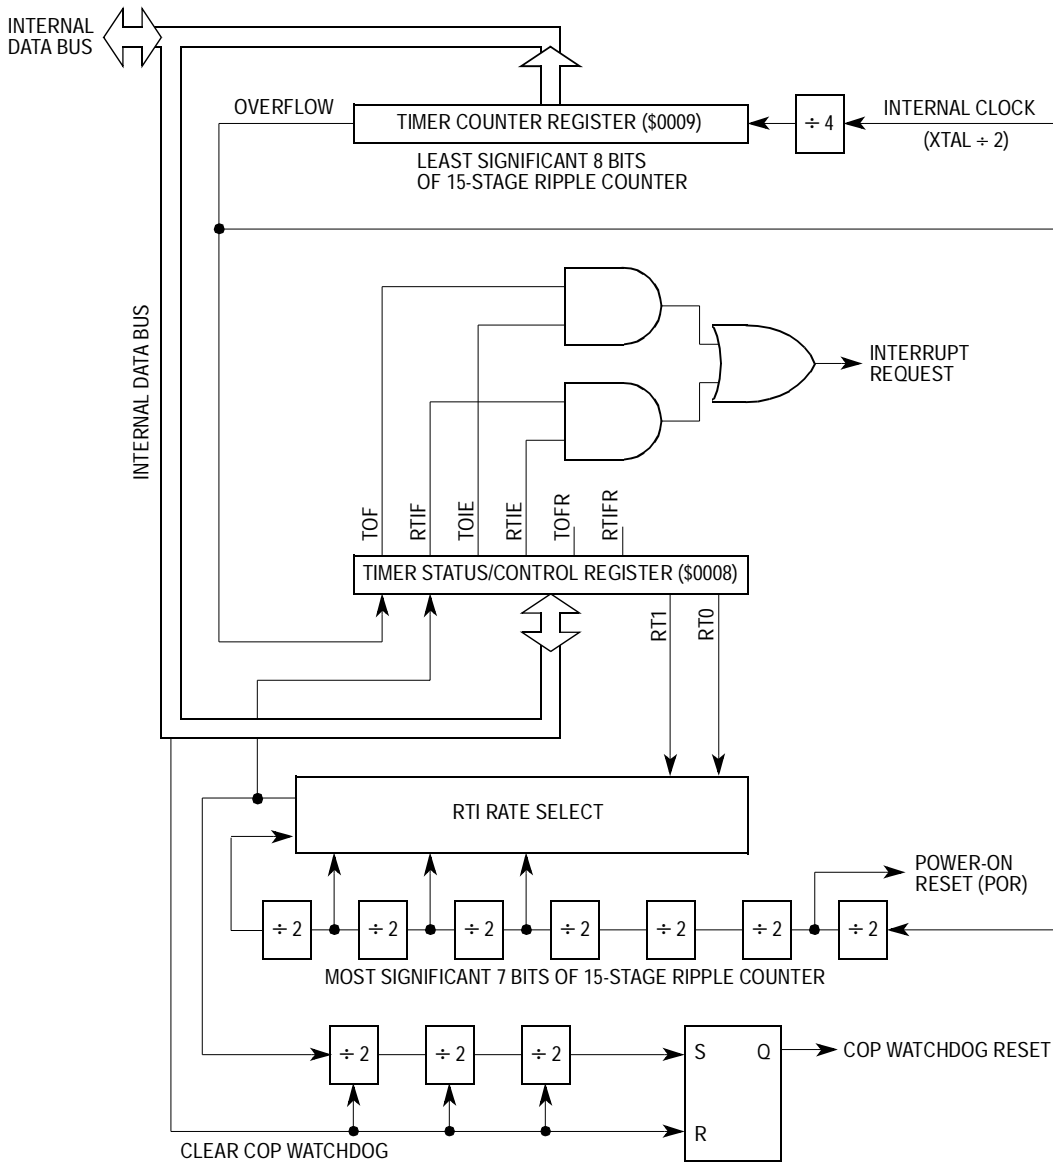 INTERNAL
DATA BUS
OVERFLOW
TIMER COUNTER REGISTER ($0009)
÷ 4
INTERNAL CLOCK
(XTAL ÷ 2)
LEAST SIGNIFICANT 8 BITS
OF 15-STAGE RIPPLE COUNTER
INTERNAL DATA BUS
INTERRUPT
REQUEST
TOF
RTIF
TOIE
RTIE
TOFR
RTIFR
TIMER STATUS/CONTROL REGISTER ($0008)
RT1
RT0
RTI RATE SELECT
POWER-ON
RESET (POR)
÷ 2
÷ 2
÷ 2
÷ 2
÷ 2
÷ 2
÷ 2
MOST SIGNIFICANT 7 BITS OF 15-STAGE RIPPLE COUNTER
÷ 2
÷ 2
÷ 2
S
Q
COP WATCHDOG RESET
R
CLEAR COP WATCHDOG